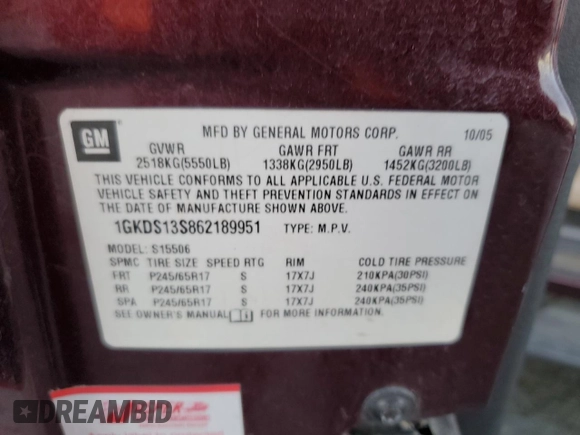 GM
MFD BY GENERAL MOTORS CORP. 10/05
GVWR GAWR FRT GAWR RR
2518KG(5550LB) 1338KG(2950LB) 1452KG(3200LB)
THIS VEHICLE CONFORMS TO ALL APPLICABLE U.S. FEDERAL MOTOR
VEHICLE SAFETY AND THEFT PREVENTION STANDARDS IN EFFECT ON
THE DATE OF MANUFACTURE SHOWN ABOVE.
1GKDS13S862189951 TYPE: M.P.V.
MODEL: S15506
SPMC TIRE SIZE SPEED RTG RIM COLD TIRE PRESSURE
FRT P245/65R17 S 17X7J 210KPA(30PSI)
RR P245/65R17 S 17X7J 240KPA(35PSI)
SPA P245/65R17 S 17X7J 240KPA(35PSI)
SEE OWNER'S MANUAL FOR MORE INFORMATION.
DREAMBID